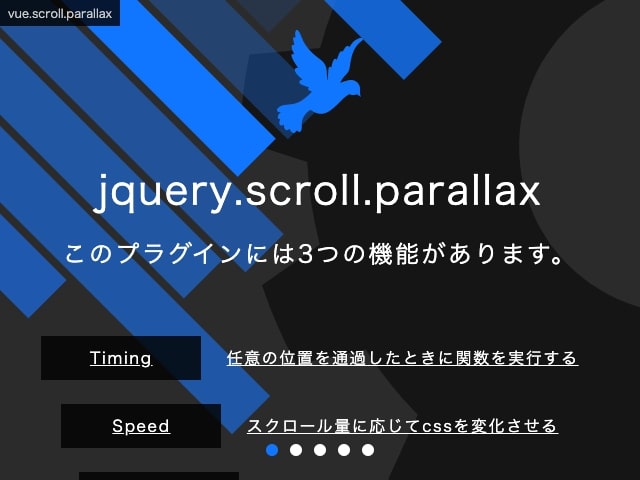 vue.scroll.parallax
jquery.scroll.parallax
このプラグインには3つの機能があります。
Timing 任意の位置を通過したときに関数を実行する
Speed スクロール量に応じてcssを変化させる